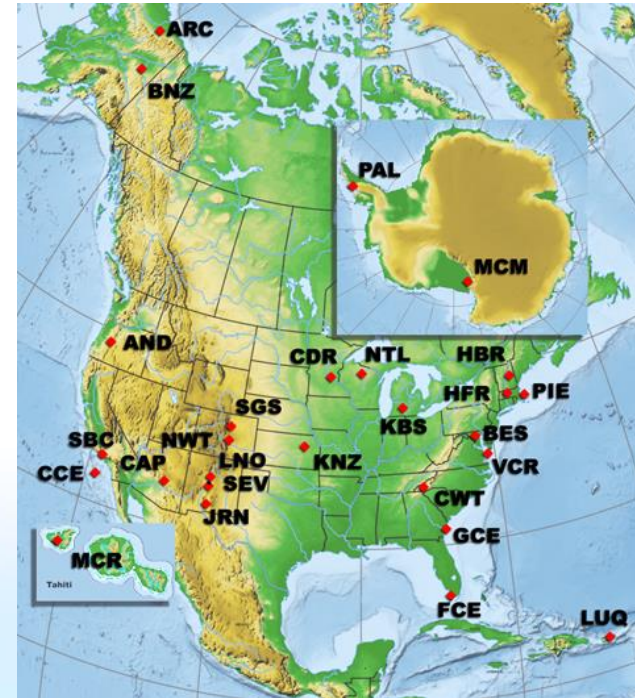 ARC
BNZ
PAL
MCM
AND
CDR
NTL
HBR
HFR
PIE
SGS
KBS
SBC
NWT
BES
CCE
CAP
LNO
KNZ
VCR
SEV
CWT
JRN
GCE
MCR
Tahiti
FCE
LUQ